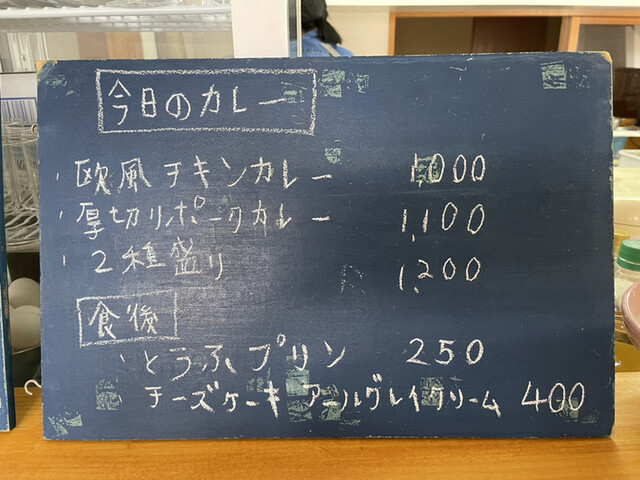 今日のカレー
・欧風チキンカレー 1,000
・厚切りポークカレー 1,100
・2種盛り 1,200
食後
・とうふプリン 250
チーズケーキ アールグレイクリーム 400